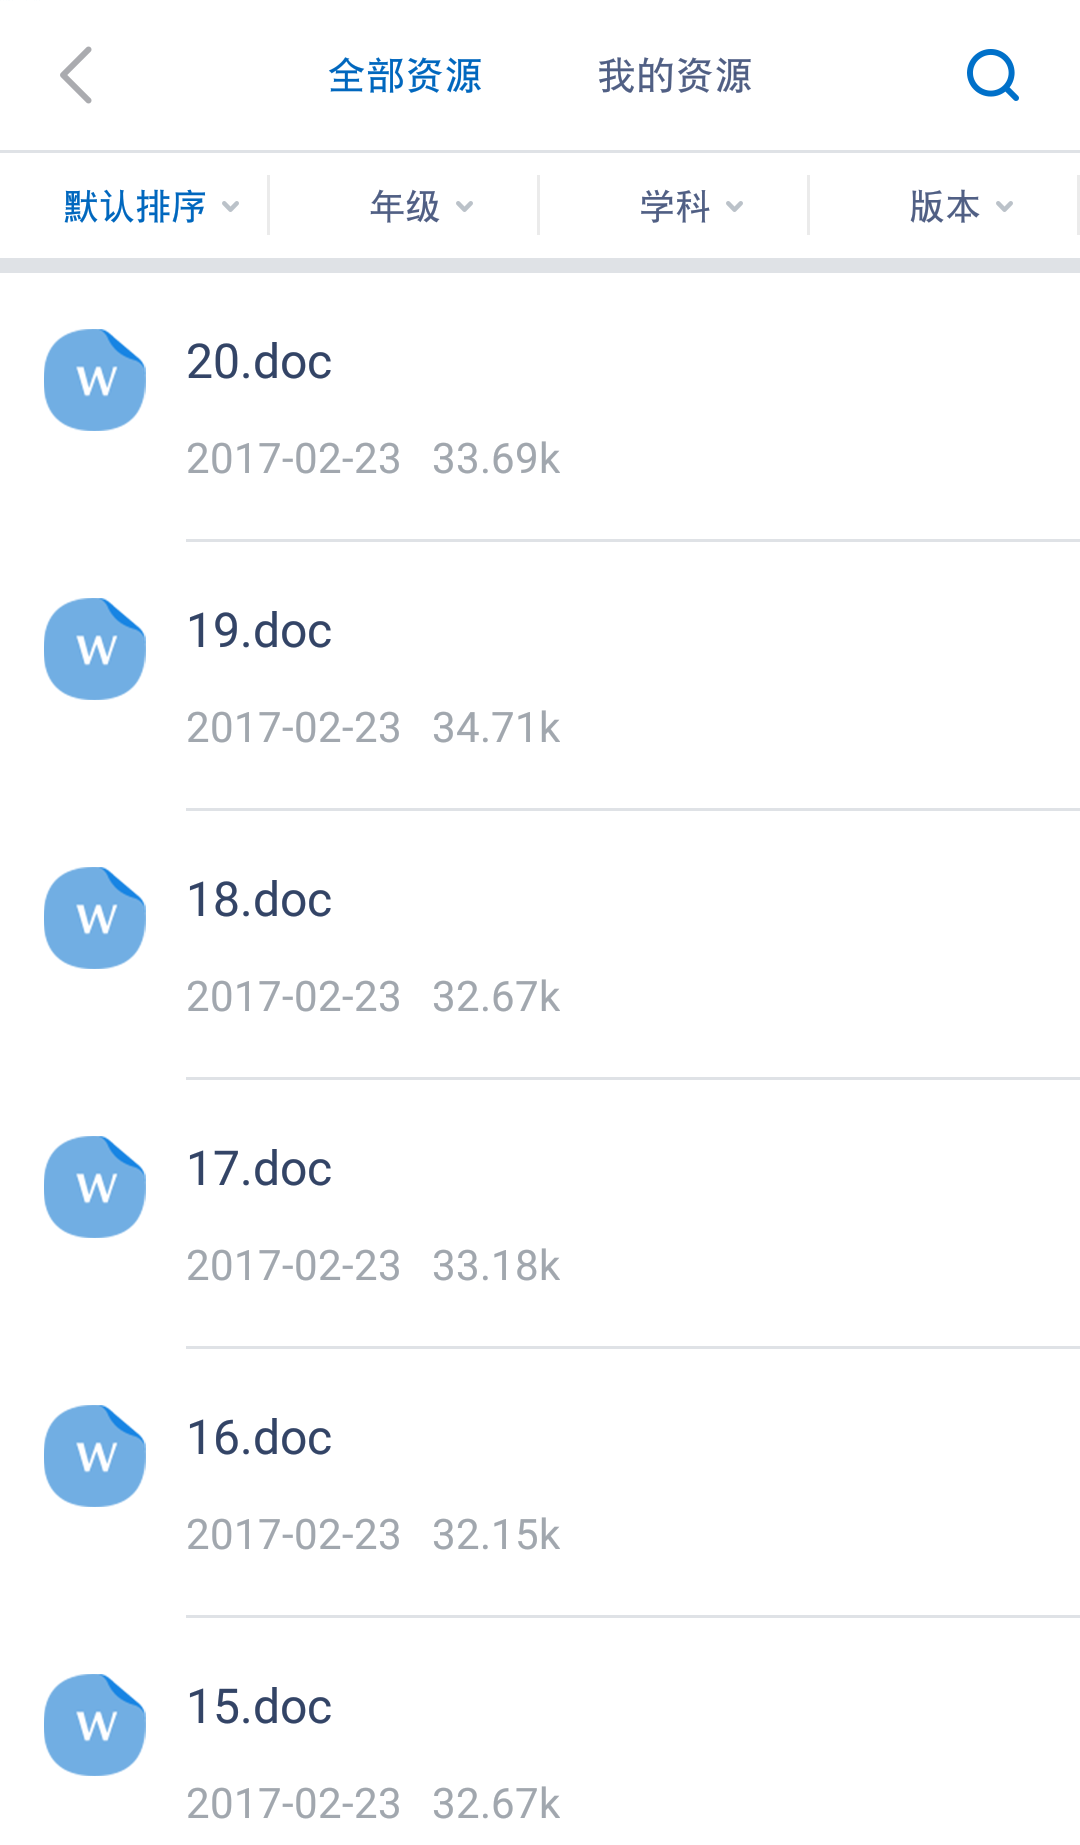 全部资源 我的资源
默认排序 年级 学科 版本
W 20.doc
2017-02-23 33.69k
W 19.doc
2017-02-23 34.71k
W 18.doc
2017-02-23 32.67k
W 17.doc
2017-02-23 33.18k
W 16.doc
2017-02-23 32.15k
W 15.doc
2017-02-23 32.67k